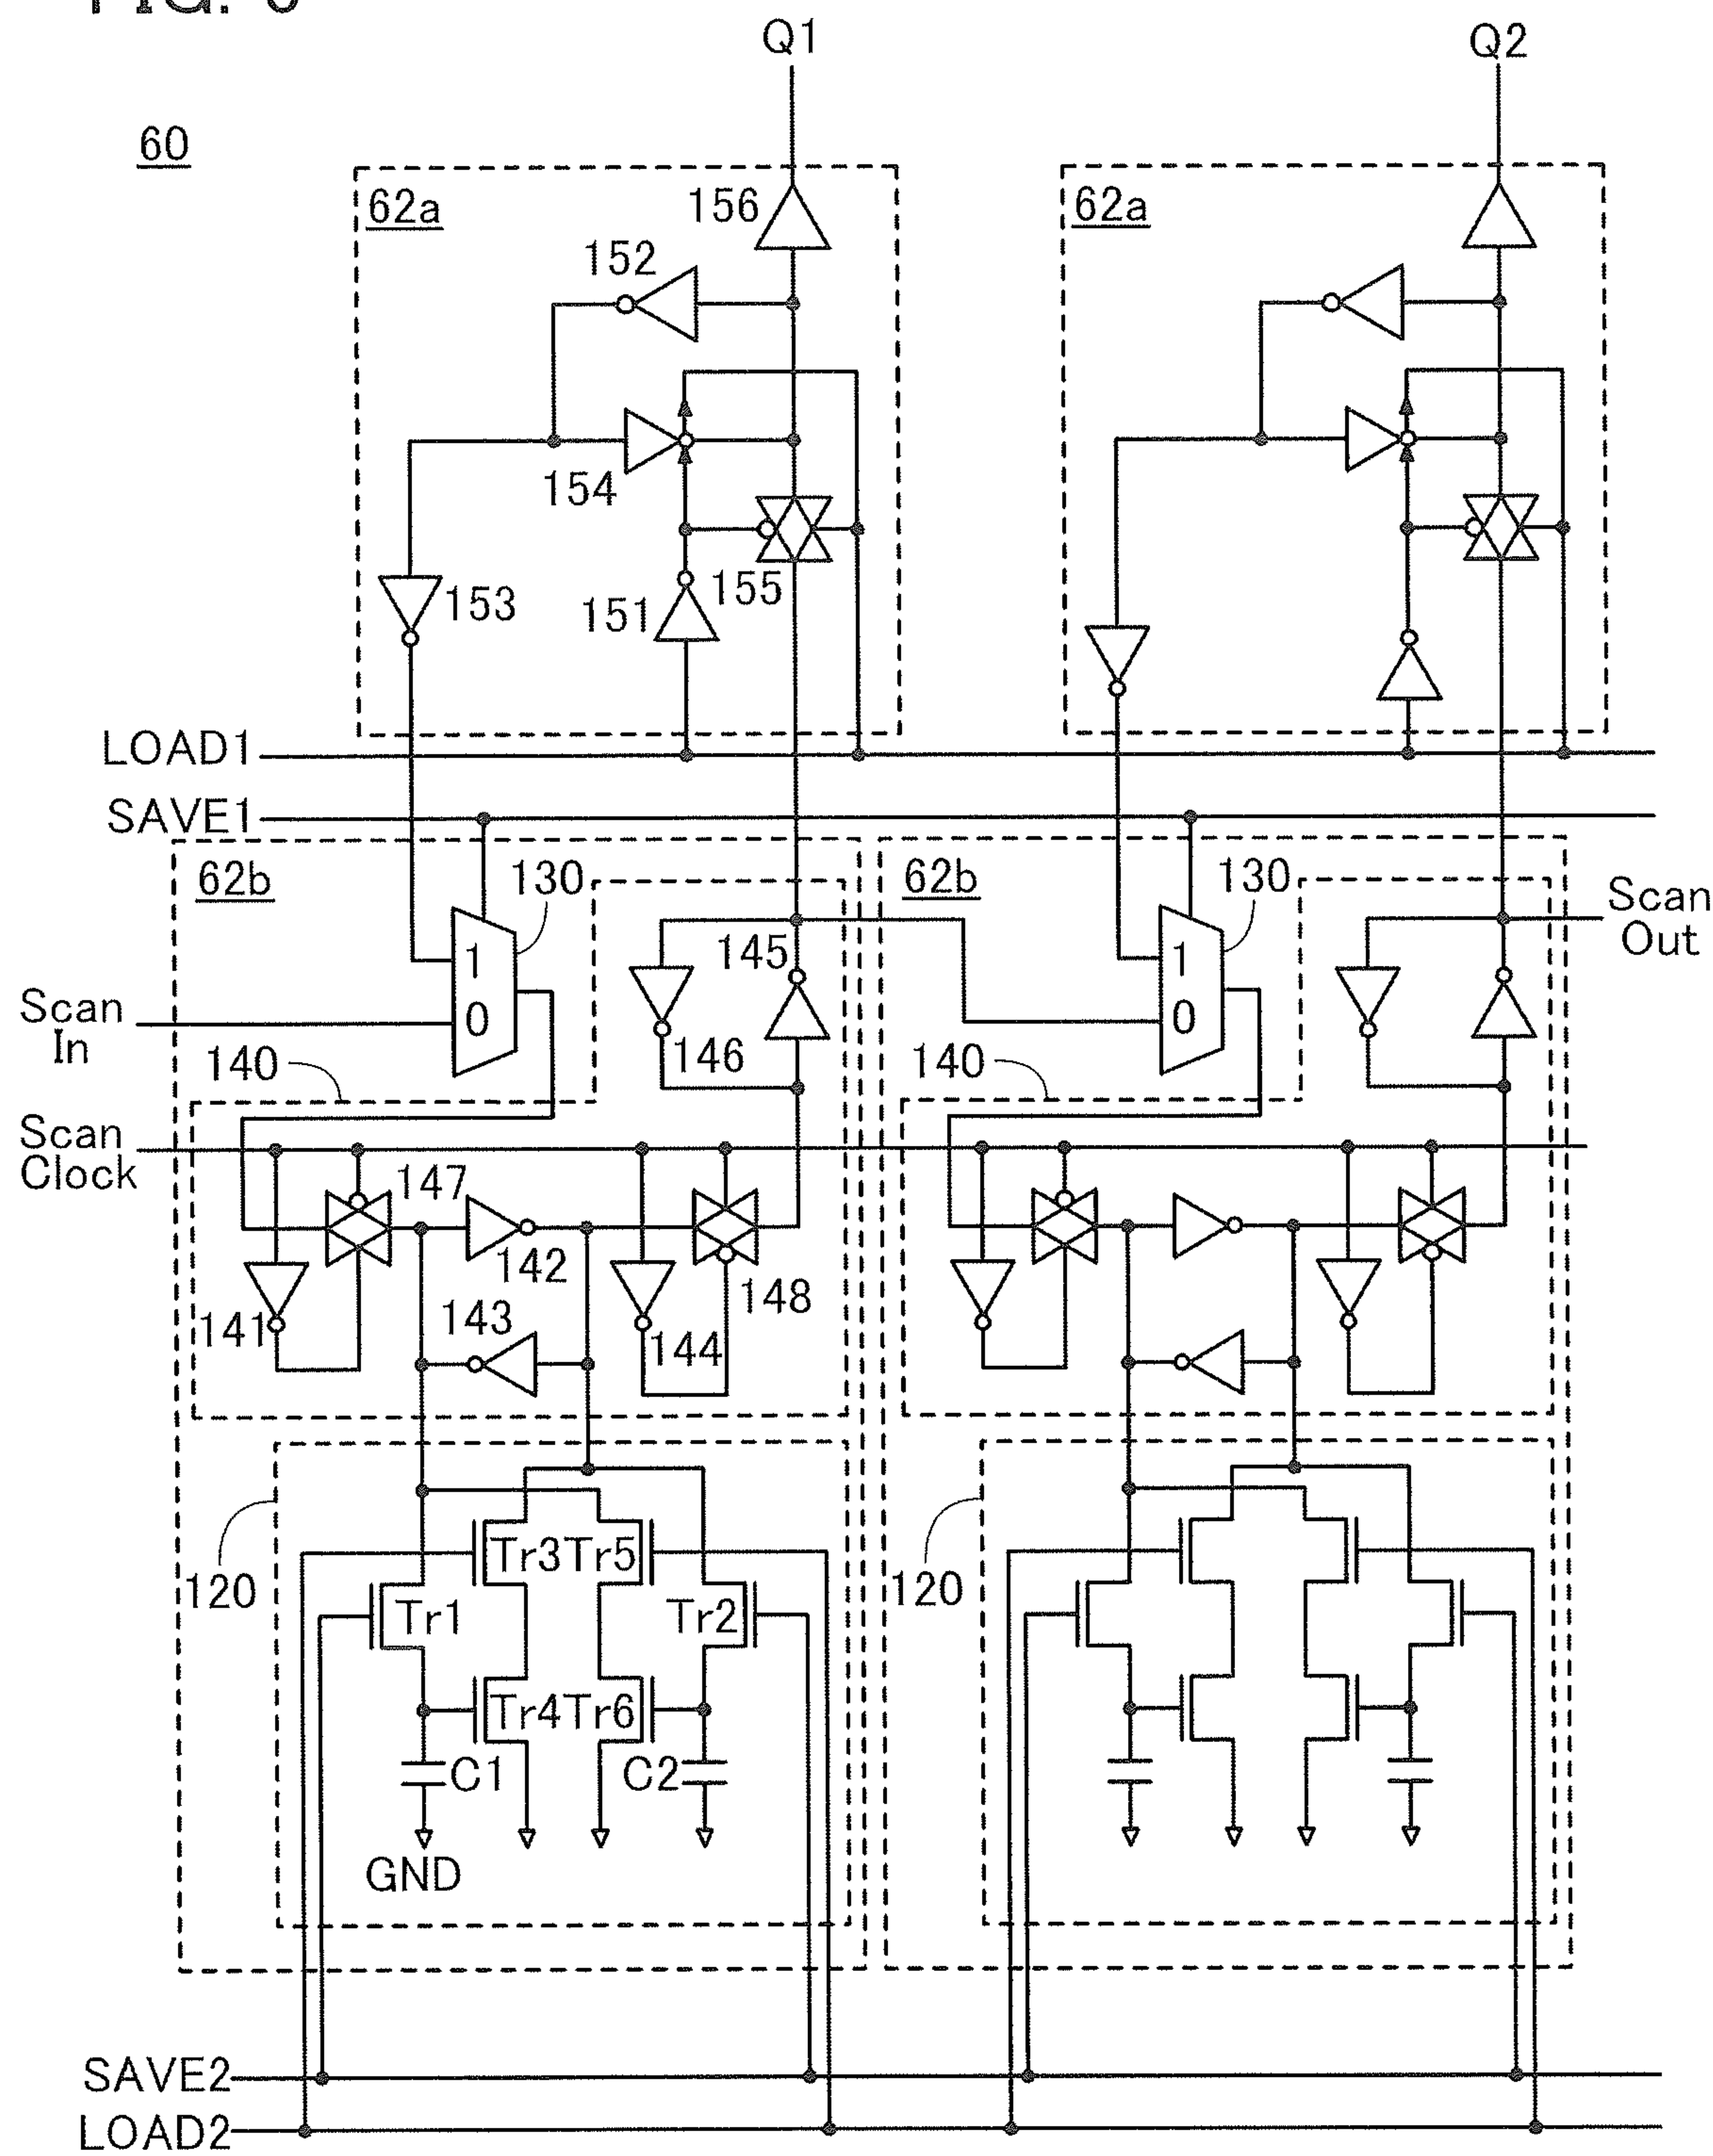 Q1
Q2
60
62a
156
152
154
155
153
151
62a
LOAD1
SAVE1
62b
130
1
0
145
146
140
Scan
In
62b
130
1
0
140
Scan
Out
Scan
Clock
147
142
148
141
143
144
120
Tr3
Tr5
Tr1
Tr2
Tr4
Tr6
C1
C2
GND
120
SAVE2
LOAD2